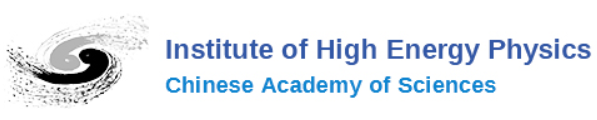 Institute of High Energy Physics
Chinese Academy of Sciences